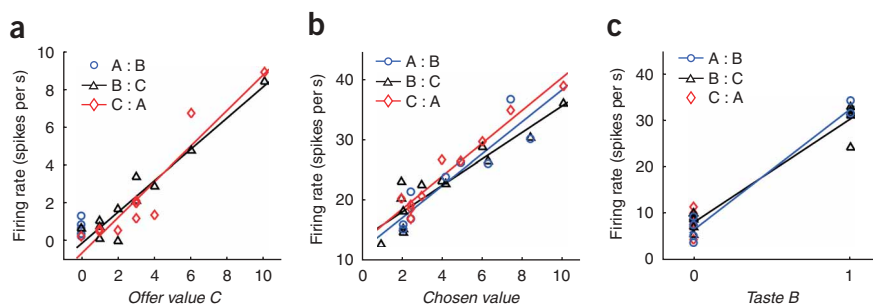 a
Firing rate (spikes per s)
10
8
6
4
2
0
A : B
B : C
C : A
0 2 4 6 8 10
Offer value C
b
Firing rate (spikes per s)
40
30
20
10
A : B
B : C
C : A
0 2 4 6 8 10
Chosen value
c
Firing rate (spikes per s)
50
40
30
20
10
0
A : B
B : C
C : A
0 1
Taste B